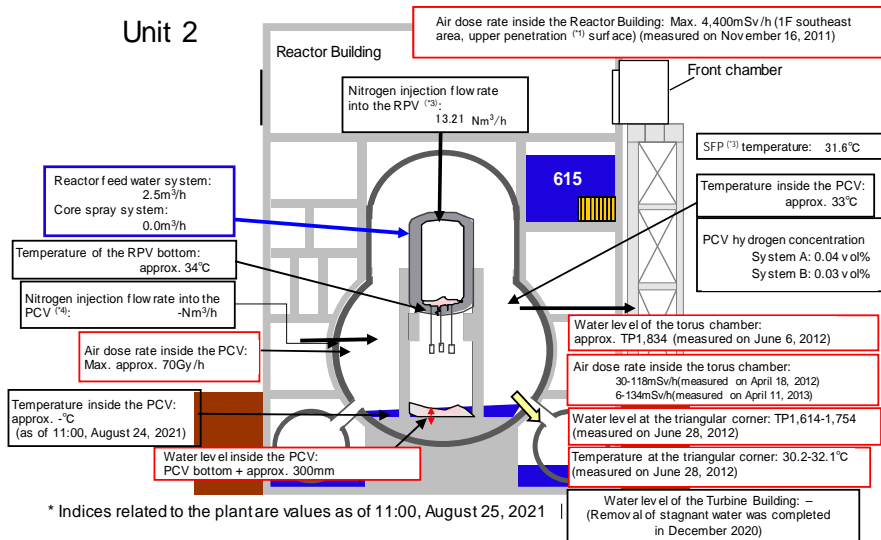 Unit 2
Air dose rate inside the Reactor Building: Max. 4,400mSv/h (1F southeast
area, upper penetration (*1) surface) (measured on November 16, 2011)
Reactor Building
Front chamber
Nitrogen injection flow rate
into the RPV (*3):
13.21 Nm3/h
SFP (*3) temperature: 31.6℃
Reactor feed water system:
2.5m3/h
Core spray system:
0.0m3/h
615
Temperature inside the PCV:
approx. 33℃
PCV hydrogen concentration
System A: 0.04 vol%
System B: 0.03 vol%
Temperature of the RPV bottom:
approx. 34℃
Nitrogen injection flow rate into the
PCV (*4): -Nm3/h
Air dose rate inside the PCV:
Max. approx. 70Gy/h
Water level of the torus chamber:
approx. TP1,834 (measured on June 6, 2012)
Air dose rate inside the torus chamber:
30-118mSv/h(measured on April 18, 2012)
6-134mSv/h(measured on April 11, 2013)
Temperature inside the PCV:
approx. -℃
(as of 11:00, August 24, 2021)
Water level at the triangular corner: TP1,614-1,754
(measured on June 28, 2012)
Water level inside the PCV:
PCV bottom + approx. 300mm
Temperature at the triangular corner: 30.2-32.1℃
(measured on June 28, 2012)
Water level of the Turbine Building: –
(Removal of stagnant water was completed
in December 2020)
* Indices related to the plant are values as of 11:00, August 25, 2021